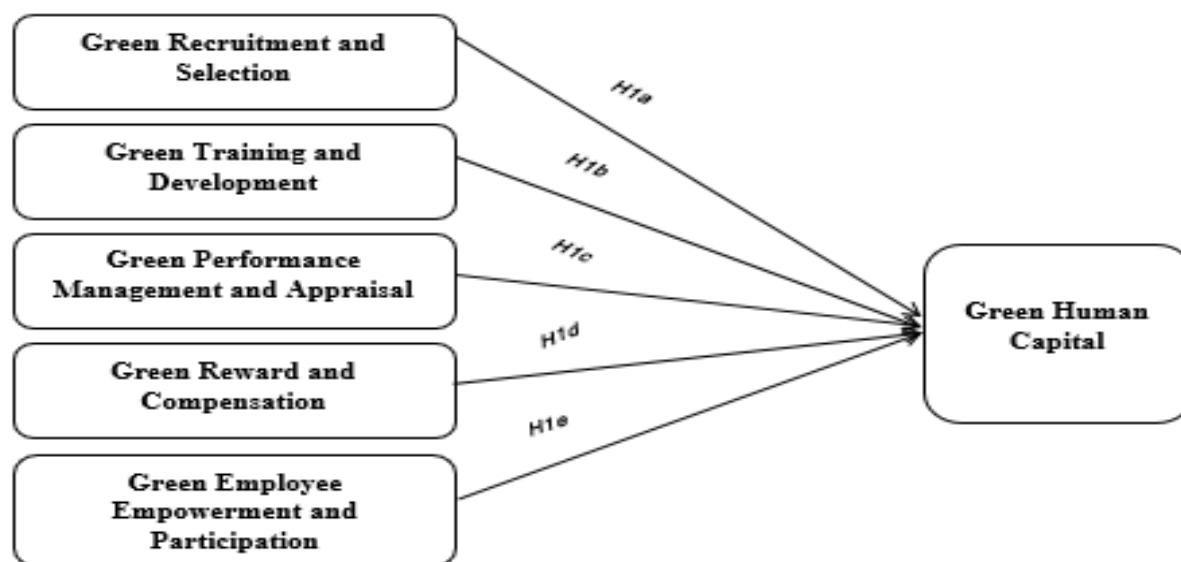 Green Recruitment and
Selection
H1a
Green Training and
Development
H1b
Green Performance
Management and Appraisal
H1c
Green Reward and
Compensation
H1d
Green Employee
Empowerment and
Participation
H1e
Green Human
Capital